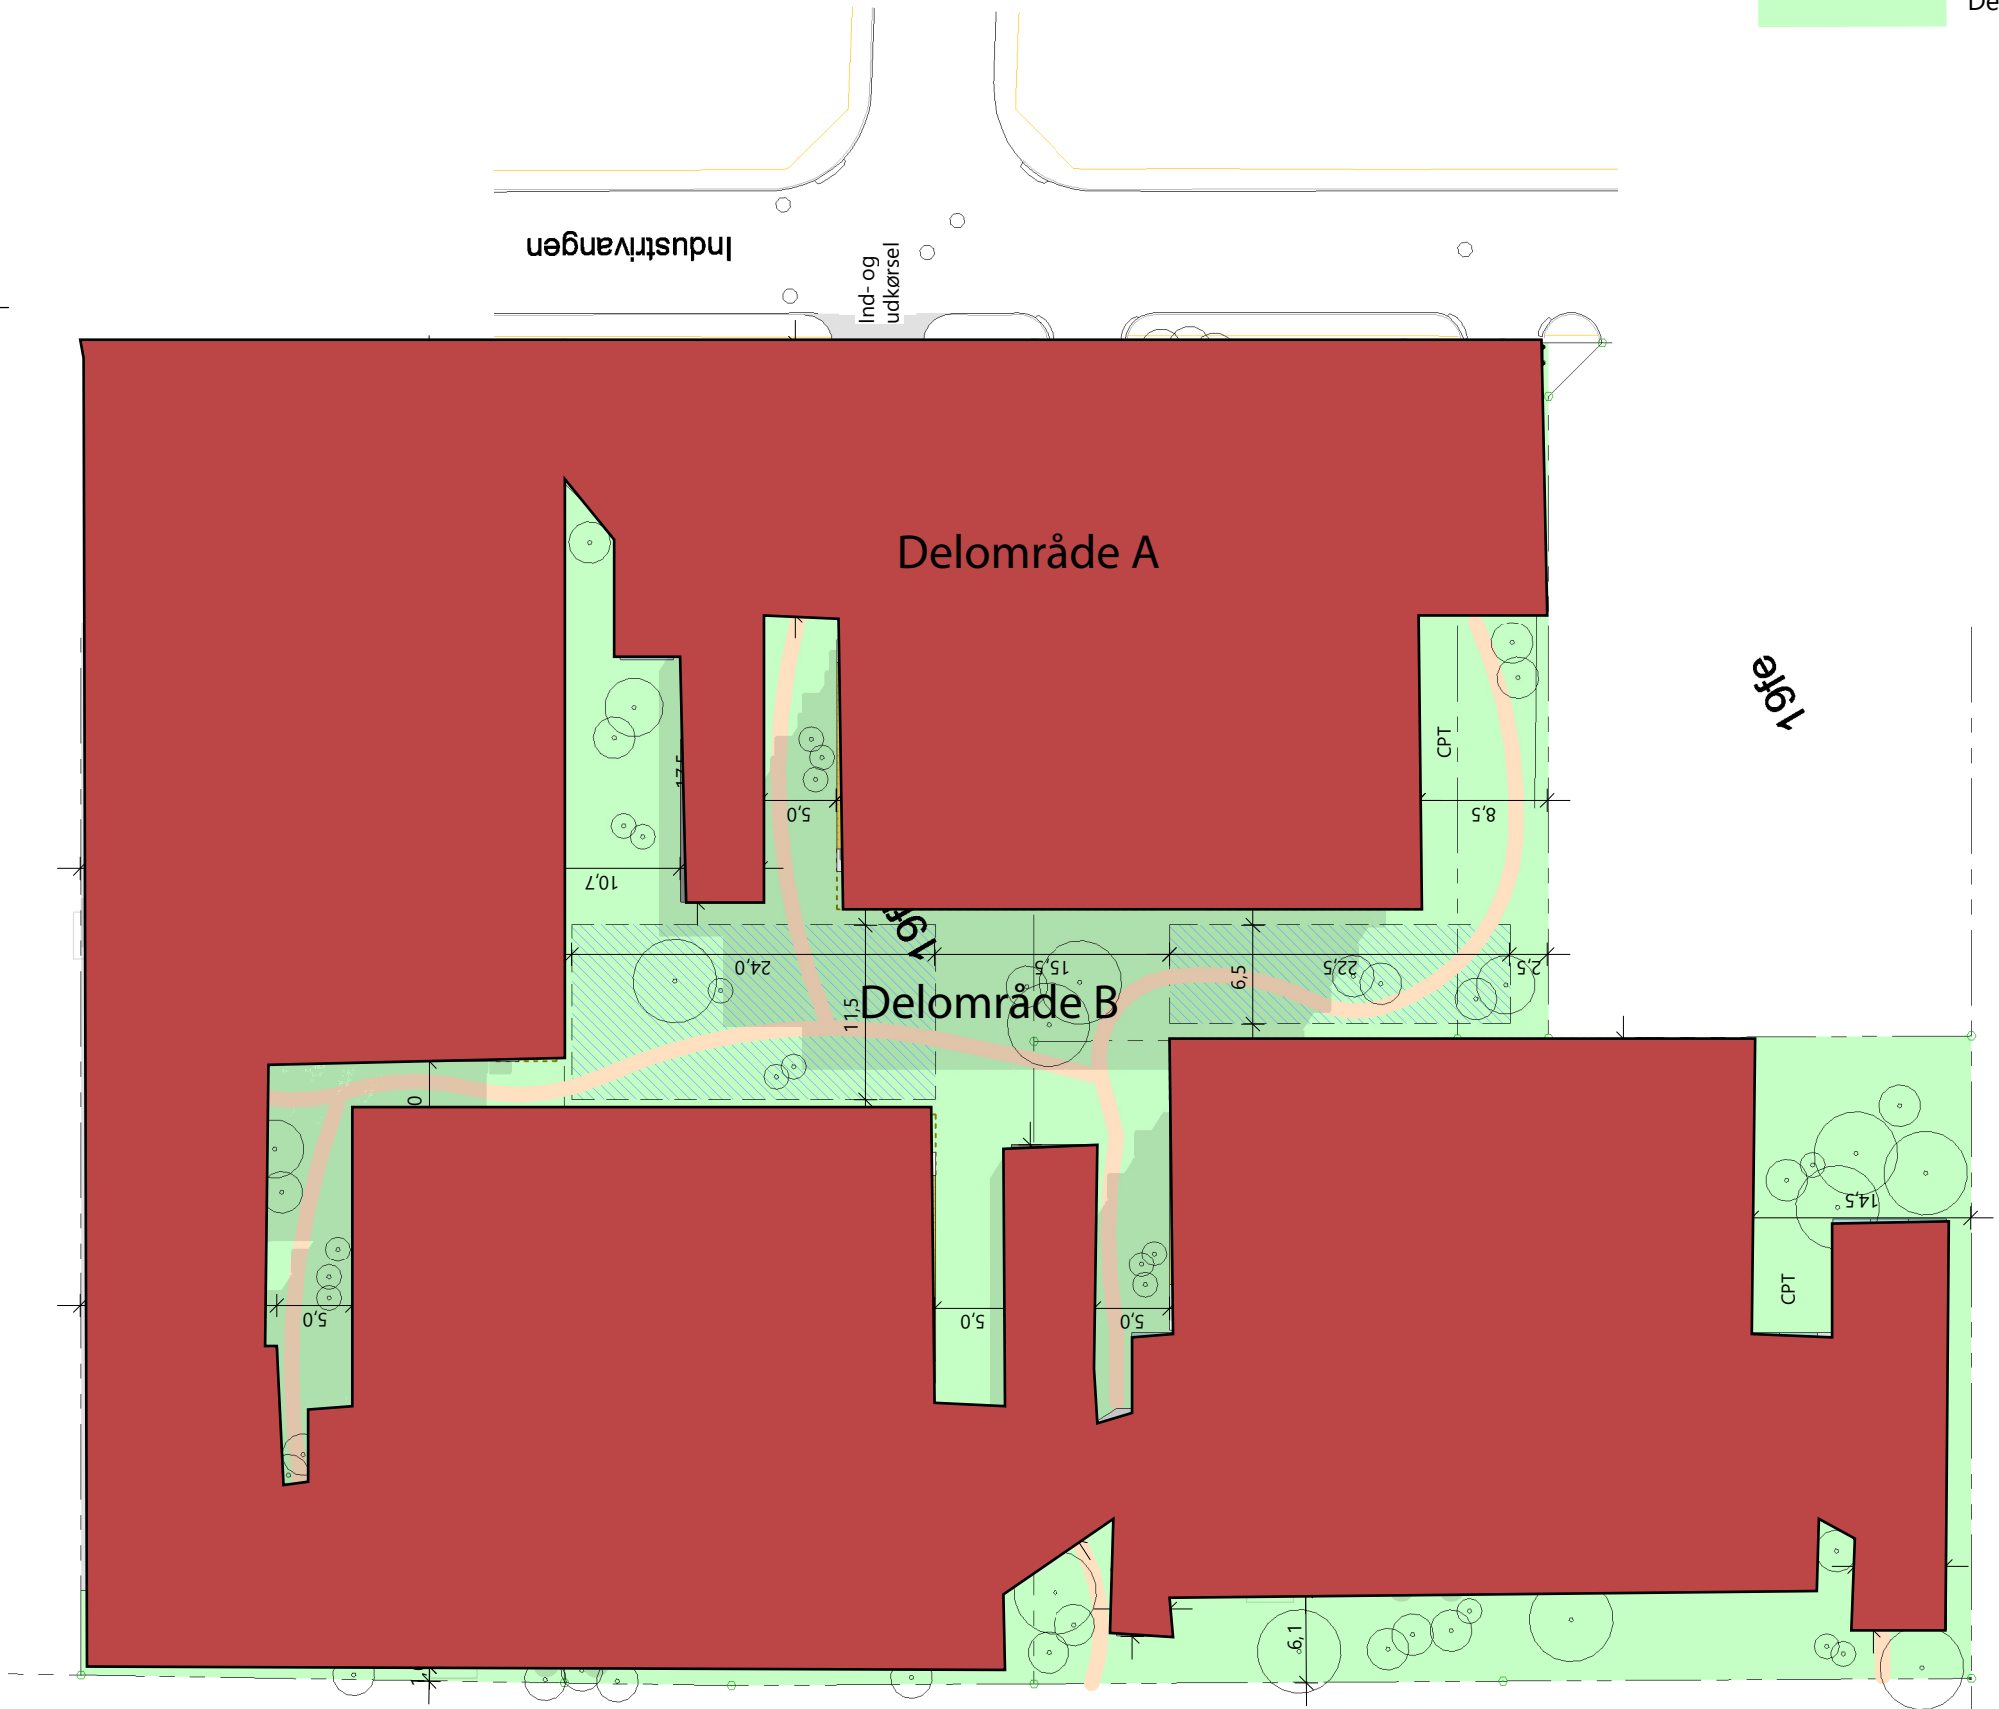 De
Industrivangen
Ind- og
udkørsel
Delområde A
19fe
CPT
5,0
8,5
10,7
24,0
15,5
22,5
2,5
6,5
11,5
Delområde B
14,5
CPT
5,0
5,0
5,0
6,1